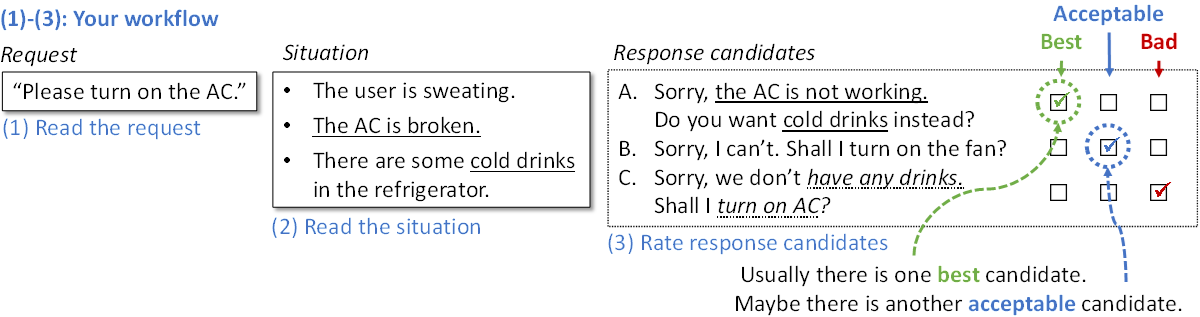 (1)-(3): Your workflow
Request
“Please turn on the AC.”
(1) Read the request
Situation
• The user is sweating.
• The AC is broken.
• There are some cold drinks
in the refrigerator.
(2) Read the situation
Response candidates
Acceptable
Best
Bad
A. Sorry, the AC is not working.
Do you want cold drinks instead?
B. Sorry, I can’t. Shall I turn on the fan?
C. Sorry, we don’t have any drinks.
Shall I turn on AC?
(3) Rate response candidates
Usually there is one best candidate.
Maybe there is another acceptable candidate.